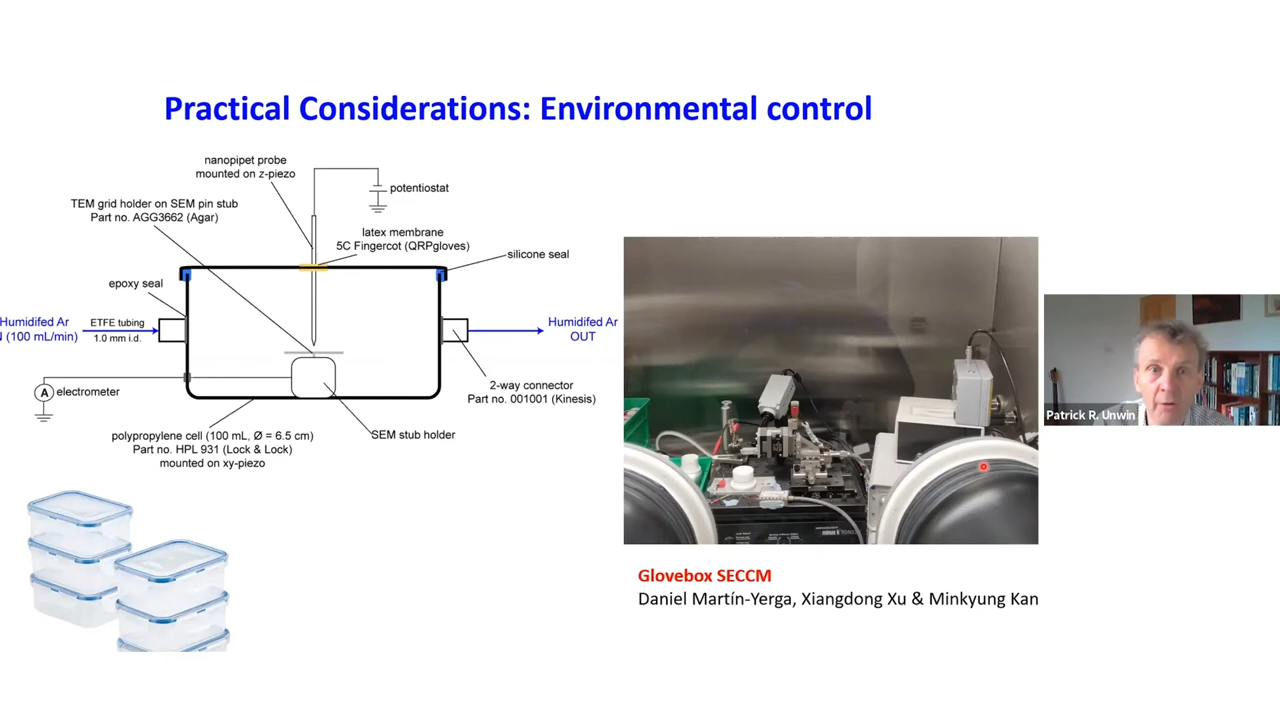 Practical Considerations: Environmental control
nanopipet probe
mounted on z-piezo
potentiostat
TEM grid holder on SEM pin stub
Part no. AGG3662 (Agar)
latex membrane
5C Fingercot (QRPgloves)
silicone seal
epoxy seal
Humidifed Ar
N (100 mL/min)
ETFE tubing
1.0 mm i.d.
Humidifed Ar
OUT
A
electrometer
2-way connector
Part no. 001001 (Kinesis)
polypropylene cell (100 mL, Ø = 6.5 cm)
Part no. HPL 931 (Lock & Lock)
mounted on xy-piezo
SEM stub holder
Patrick R. Unwin
Glovebox SECCM
Daniel Martín-Yerga, Xiangdong Xu & Minkyung Kan